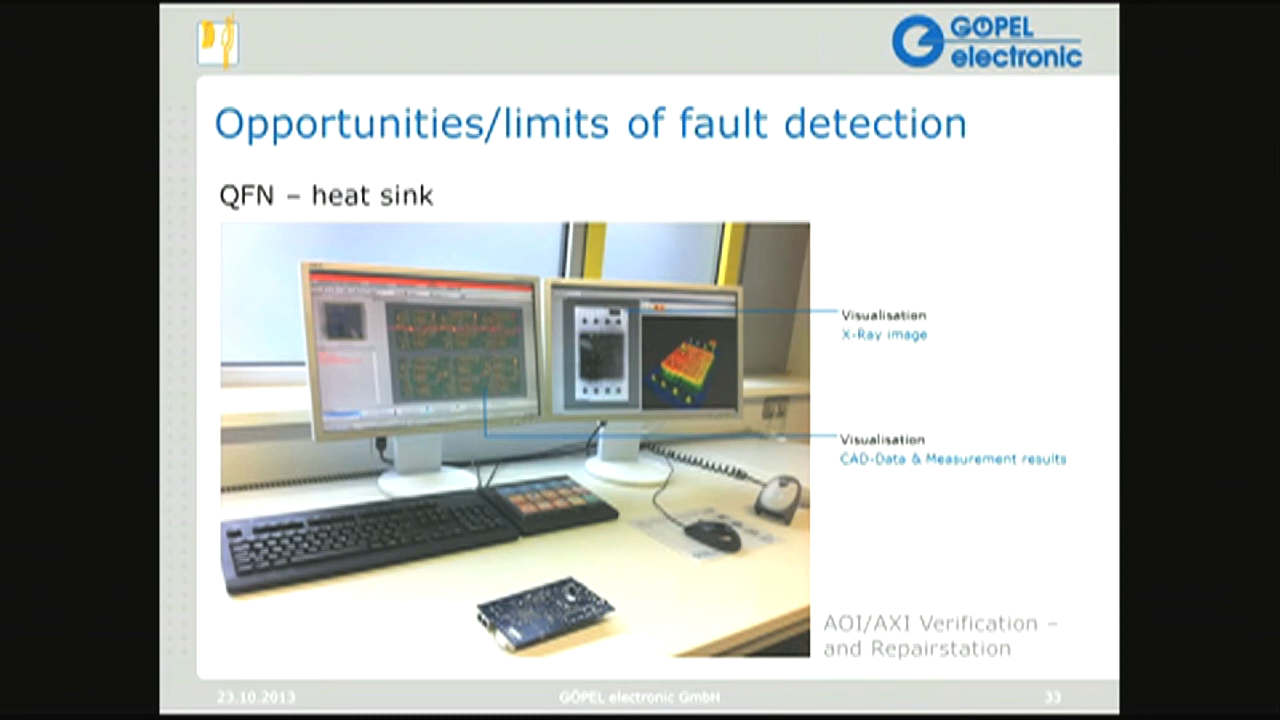 GÖPEL
electronic
Opportunities/limits of fault detection
QFN – heat sink
Visualisation
X-Ray image
Visualisation
CAD-Data & Measurement results
AOI/AXI Verification –
and Repairstation
23.10.2013
GÖPEL electronic GmbH
33